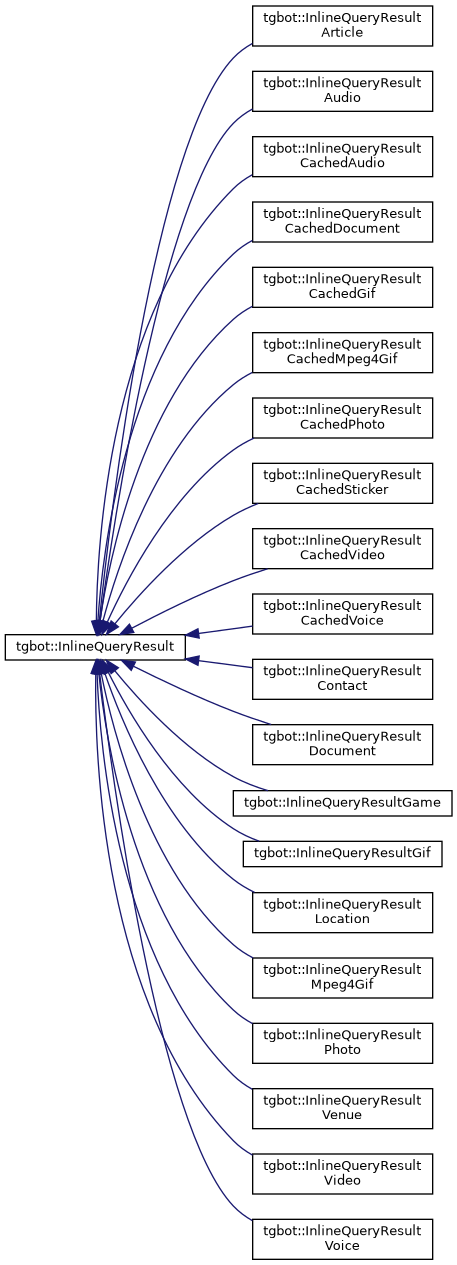 tgbot::InlineQueryResult
Article
tgbot::InlineQueryResult
Audio
tgbot::InlineQueryResult
CachedAudio
tgbot::InlineQueryResult
CachedDocument
tgbot::InlineQueryResult
CachedGif
tgbot::InlineQueryResult
CachedMpeg4Gif
tgbot::InlineQueryResult
CachedPhoto
tgbot::InlineQueryResult
CachedSticker
tgbot::InlineQueryResult
CachedVideo
tgbot::InlineQueryResult
CachedVoice
tgbot::InlineQueryResult
tgbot::InlineQueryResult
Contact
tgbot::InlineQueryResult
Document
tgbot::InlineQueryResultGame
tgbot::InlineQueryResultGif
tgbot::InlineQueryResult
Location
tgbot::InlineQueryResult
Mpeg4Gif
tgbot::InlineQueryResult
Photo
tgbot::InlineQueryResult
Venue
tgbot::InlineQueryResult
Video
tgbot::InlineQueryResult
Voice